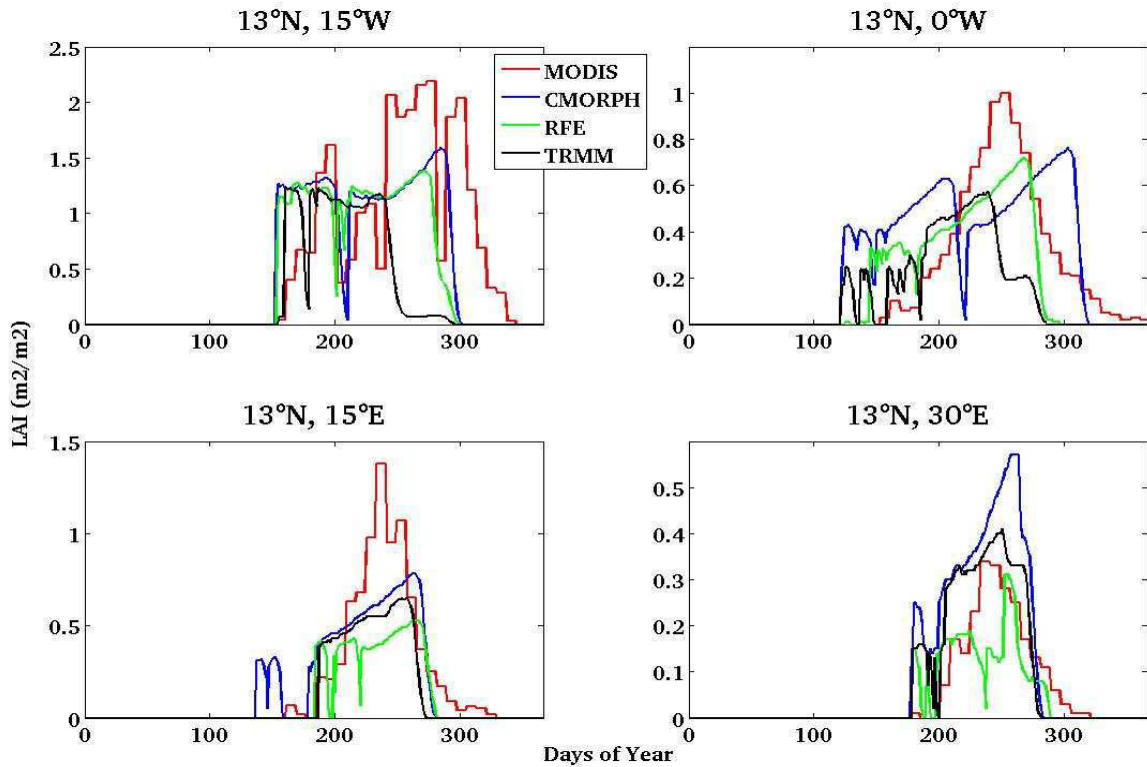 13°N, 15°W
13°N, 0°W
2.5
2
1.5
1
0.5
0
0 100 200 300
MODIS
CMORPH
RFE
TRMM
1
0.8
0.6
0.4
0.2
0
0 100 200 300
LAI (m2/m2)
13°N, 15°E
13°N, 30°E
1.5
1
0.5
0
0 100 200 300
0.5
0.4
0.3
0.2
0.1
0
0 100 200 300
Days of Year